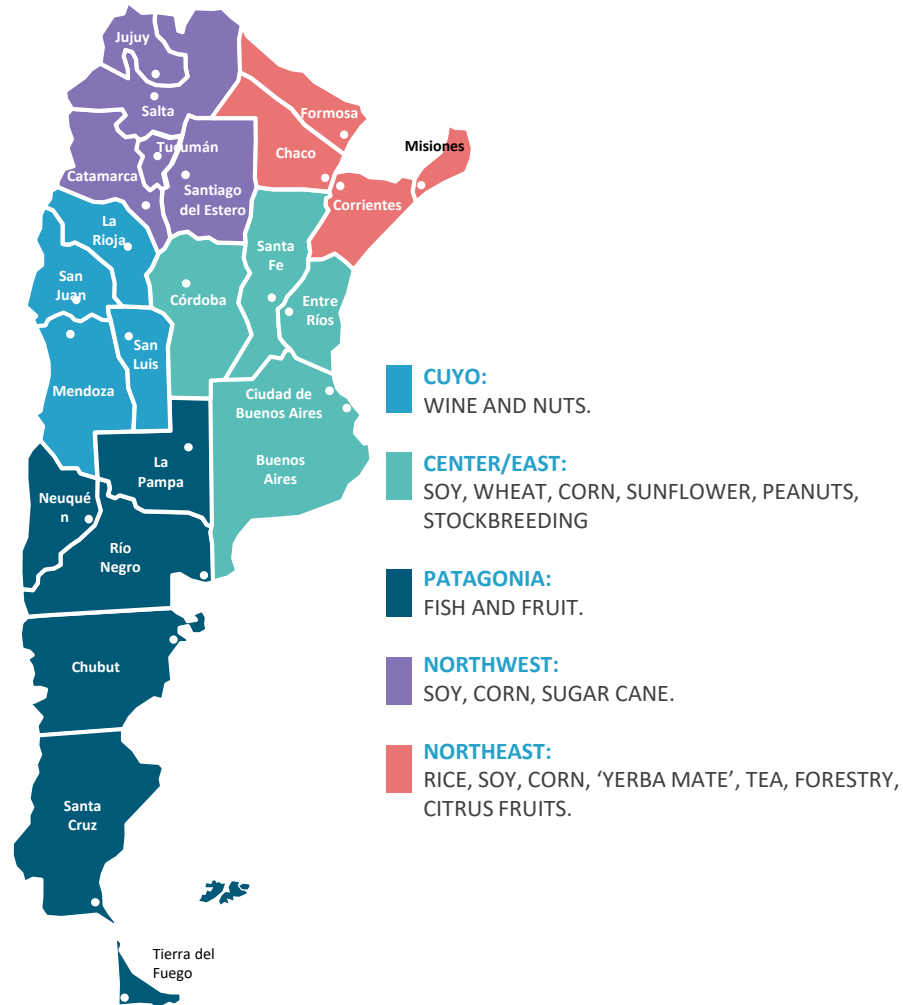 Jujuy
Salta
Formosa
Misiones
Tucumán
Chaco
Catamarca
Santiago
del Estero
Corrientes
La
Rioja
Santa
Fe
San
Juan
Córdoba
Entre
Ríos
San
Luis
Mendoza
Ciudad de
Buenos Aires
La
Pampa
Buenos
Aires
Neuqué
n
Río
Negro
Chubut
Santa
Cruz
Tierra del
Fuego
CUYO:
WINE AND NUTS.
CENTER/EAST:
SOY, WHEAT, CORN, SUNFLOWER, PEANUTS,
STOCKBREEDING
PATAGONIA:
FISH AND FRUIT.
NORTHWEST:
SOY, CORN, SUGAR CANE.
NORTHEAST:
RICE, SOY, CORN, ‘YERBA MATE’, TEA, FORESTRY,
CITRUS FRUITS.